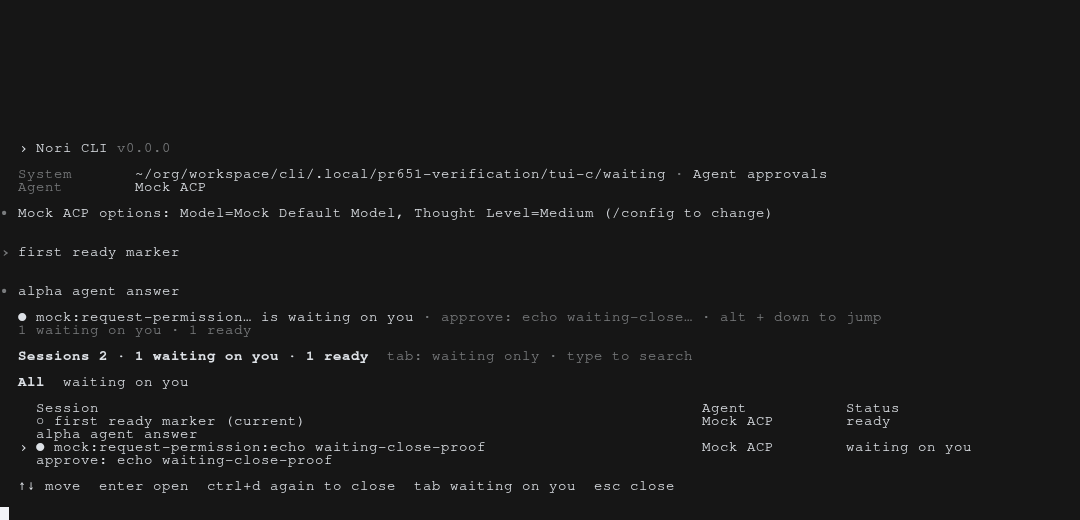 › Nori CLI v0.0.0
System ~/org/workspace/cli/.local/pr651-verification/tui-c/waiting · Agent approvals
Agent Mock ACP
• Mock ACP options: Model=Mock Default Model, Thought Level=Medium (/config to change)
› first ready marker
• alpha agent answer
● mock:request-permission… is waiting on you · approve: echo waiting-close… · alt + down to jump
1 waiting on you · 1 ready
Sessions 2 · 1 waiting on you · 1 ready  tab: waiting only · type to search
All  waiting on you
Session Agent Status
○ first ready marker (current) Mock ACP ready
alpha agent answer
› ● mock:request-permission:echo waiting-close-proof Mock ACP waiting on you
approve: echo waiting-close-proof
↑↓ move  enter open  ctrl+d again to close  tab waiting on you  esc close